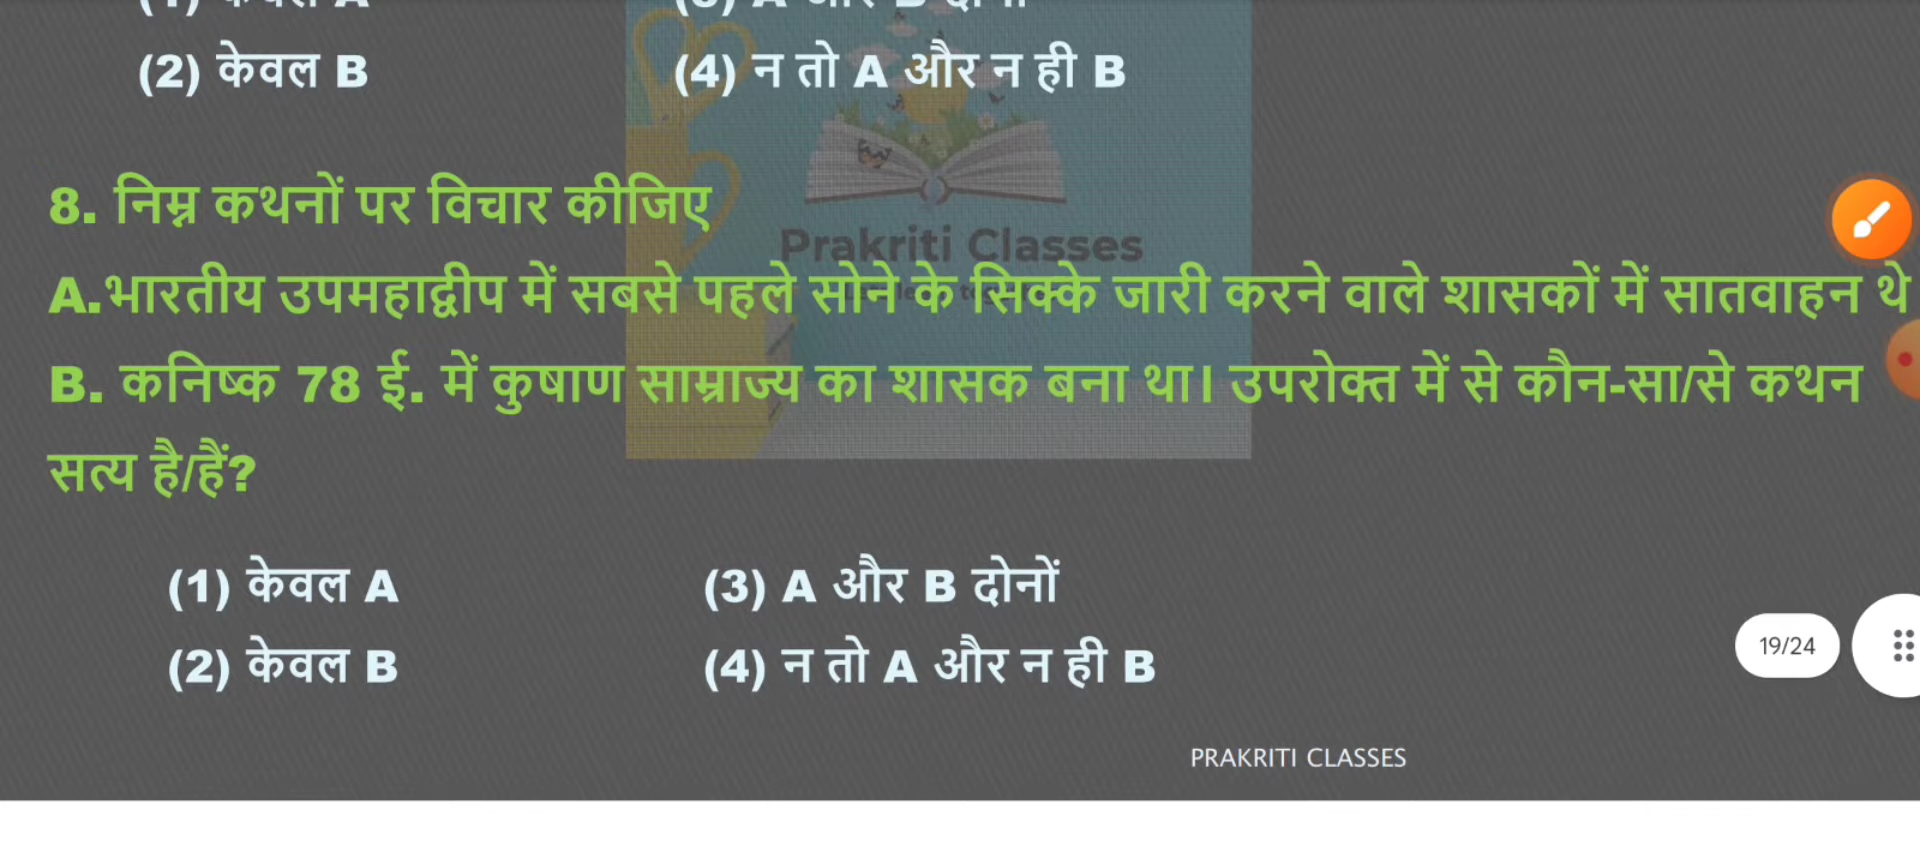 (2) केवल B (4) न तो A और न ही B
8. निम्न कथनों पर विचार कीजिए
Prakriti Classes
A.भारतीय उपमहाद्वीप में सबसे पहले सोने के सिक्के जारी करने वाले शासकों में सातवाहन थे
B. कनिष्क 78 ई. में कुषाण साम्राज्य का शासक बना था। उपरोक्त में से कौन-सा/से कथन
सत्य है/हैं?
(1) केवल A (3) A और B दोनों
(2) केवल B (4) न तो A और न ही B
19/24
PRAKRITI CLASSES